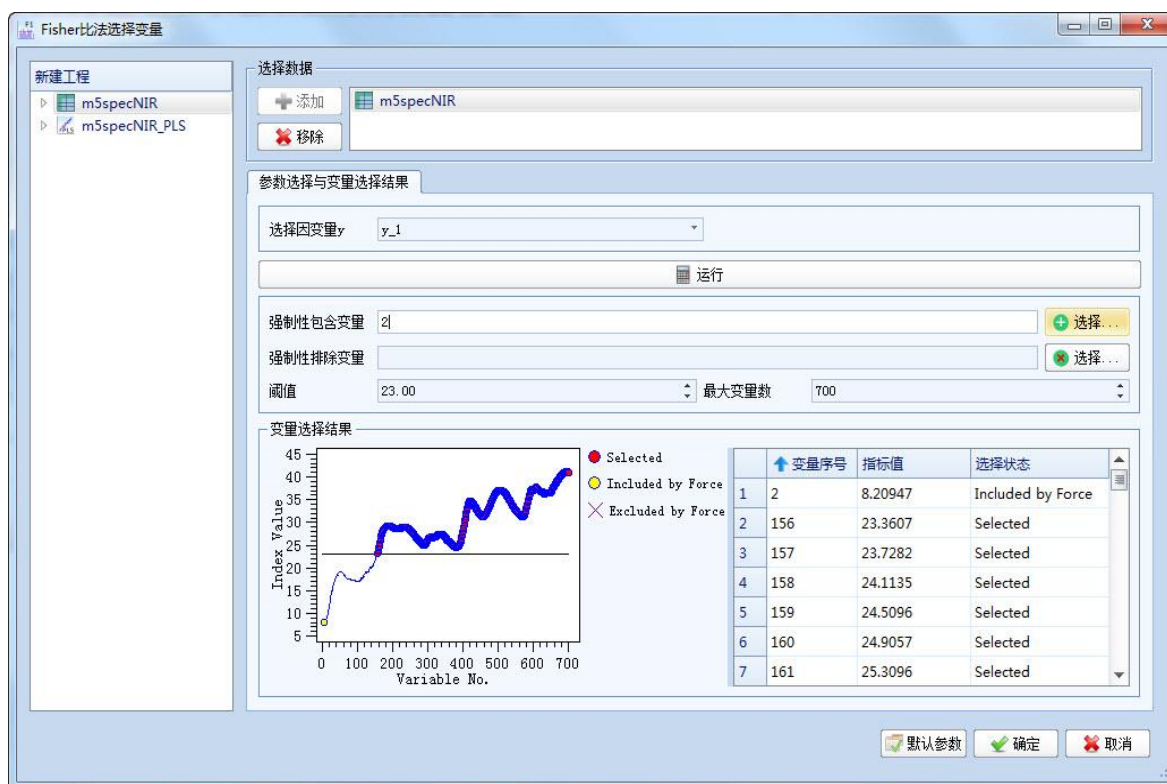 Fisher比法选择变量
新建工程
m5specNIR
m5specNIR_PLS
选择数据
添加
m5specNIR
移除
参数选择与变量选择结果
选择因变量y y_1
运行
强制性包含变量 2 选择...
强制性排除变量 选择...
阈值 23.00 最大变量数 700
变量选择结果
45
40
35
30
25
20
15
10
5
Index Value
0 100 200 300 400 500 600 700
Variable No.
Selected
Included by Force
Excluded by Force
变量序号 指标值 选择状态
1 2 8.20947 Included by Force
2 156 23.3607 Selected
3 157 23.7282 Selected
4 158 24.1135 Selected
5 159 24.5096 Selected
6 160 24.9057 Selected
7 161 25.3096 Selected
默认参数 确定 取消